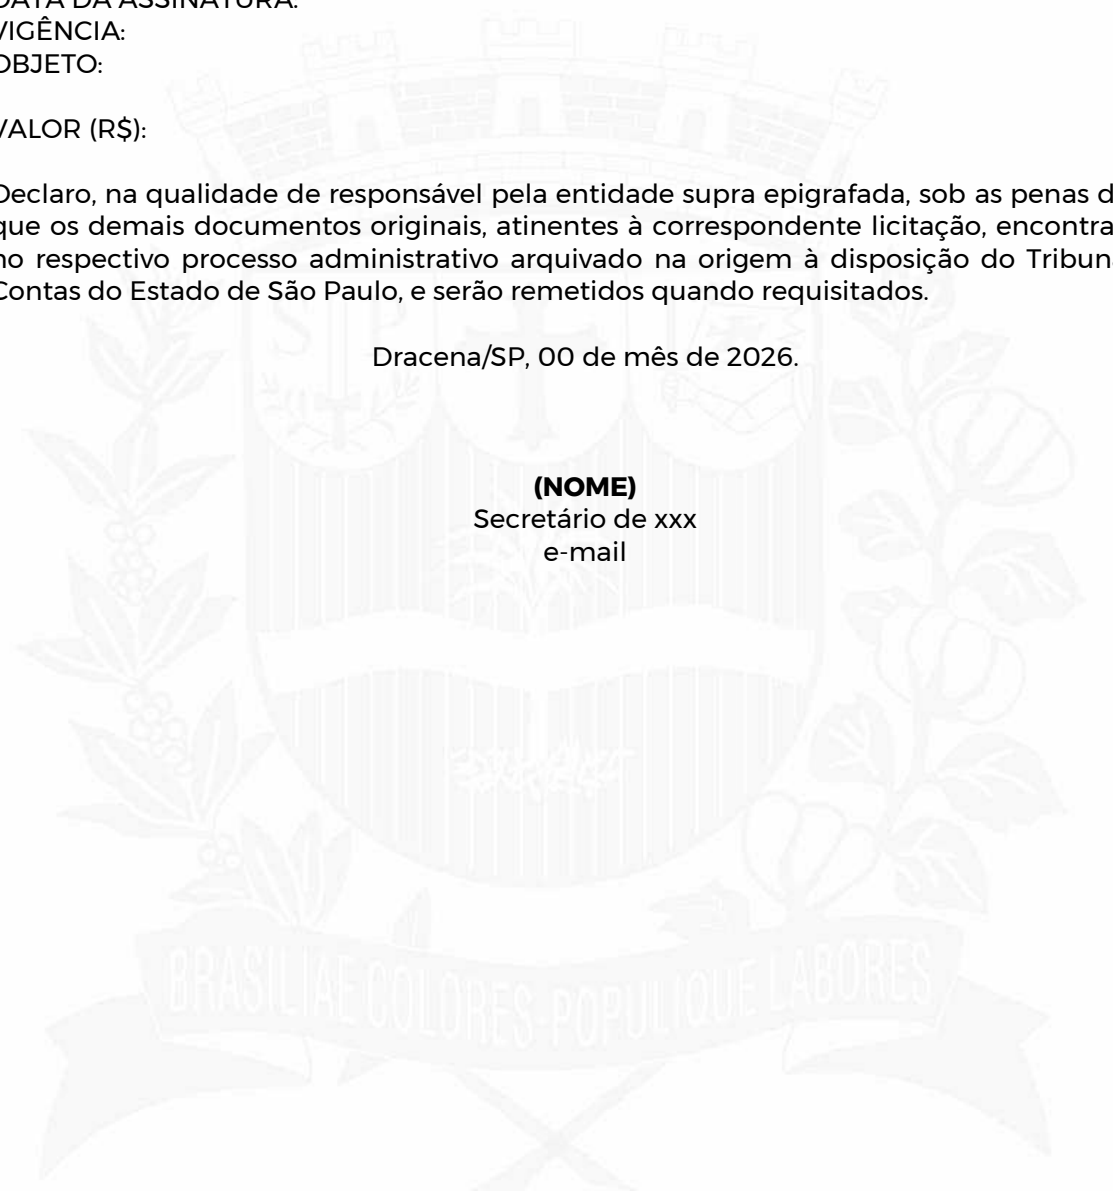 DATA DA ASSINATURA:
VIGÊNCIA:
OBJETO:
VALOR (R$):
Declaro, na qualidade de responsável pela entidade supra epigrafada, sob as penas d
que os demais documentos originais, atinentes à correspondente licitação, encontra
no respectivo processo administrativo arquivado na origem à disposição do Tribuna
Contas do Estado de São Paulo, e serão remetidos quando requisitados.
Dracena/SP, 00 de mês de 2026.
(NOME)
Secretário de xxx
e-mail
BRASILIAE COLORES POPULIQUE LABORES